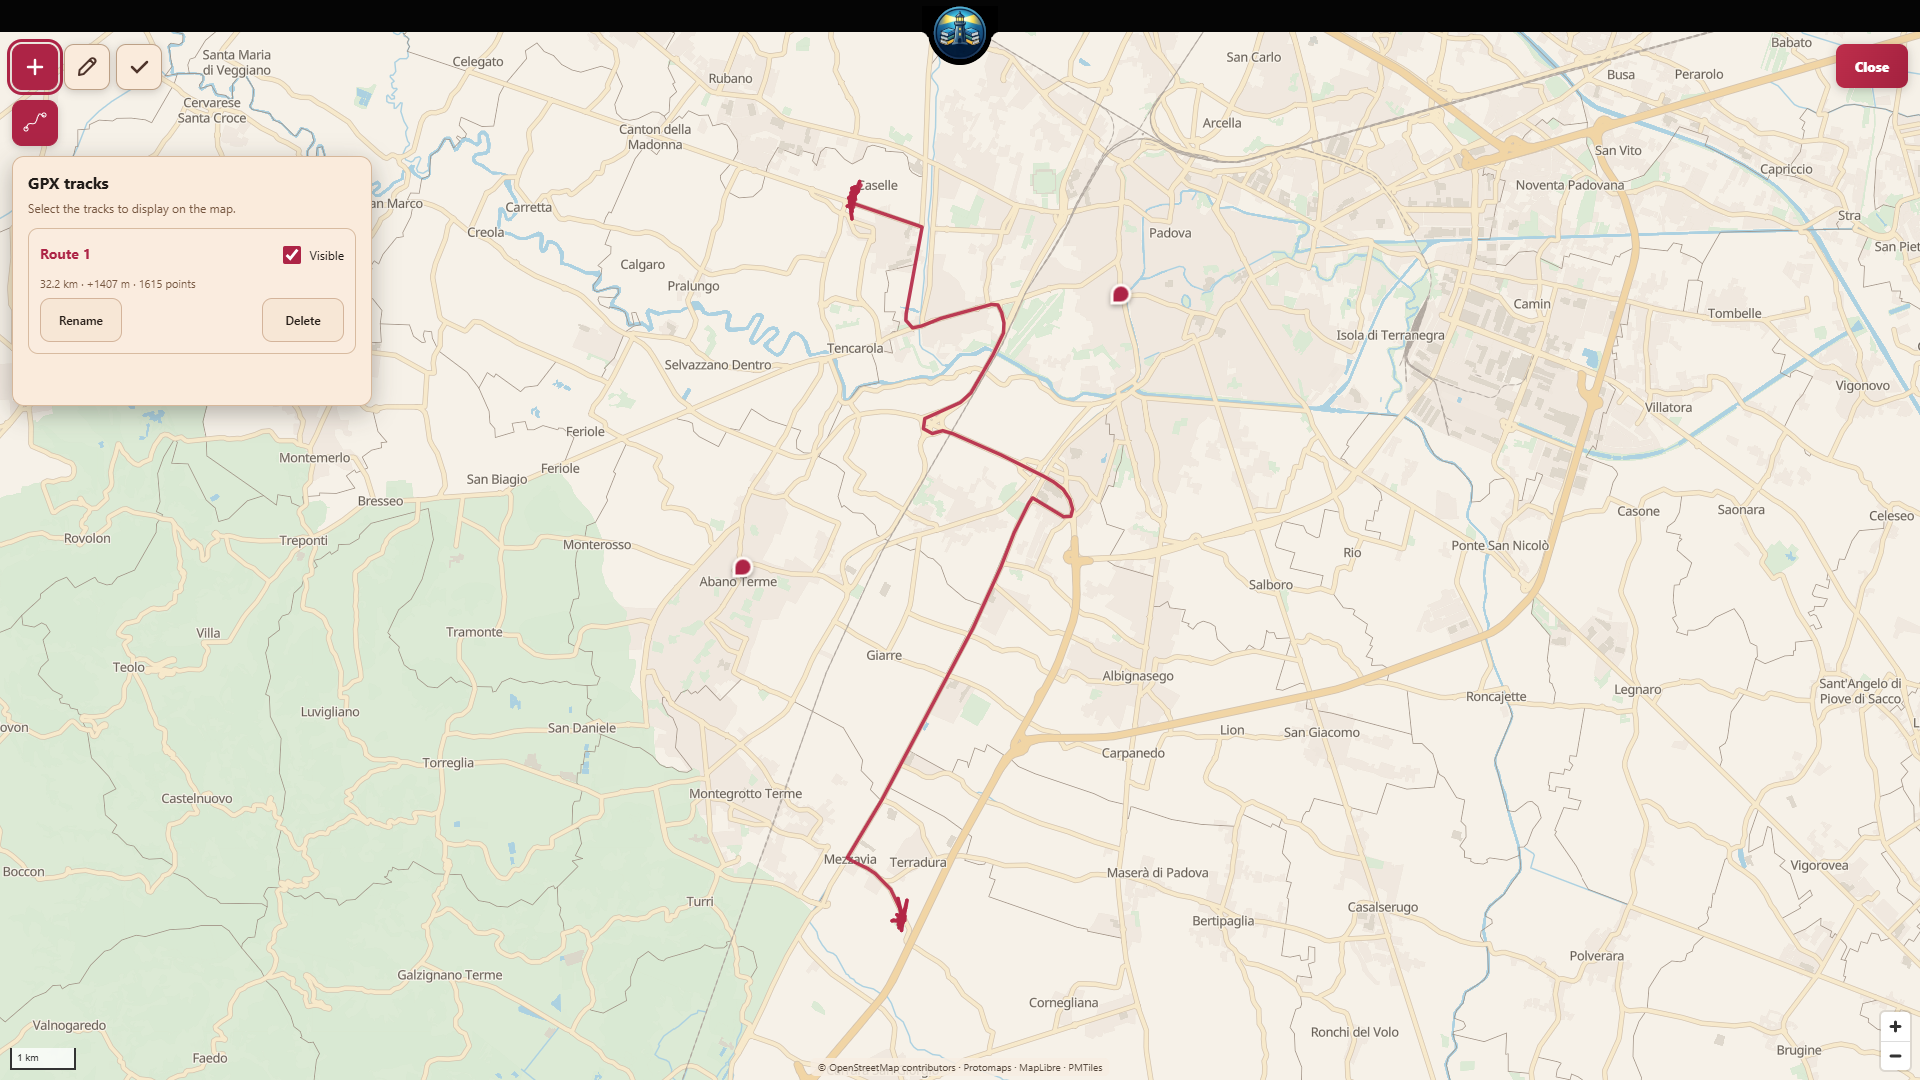 Close
GPX tracks
Select the tracks to display on the map.
Route 1
Visible
32.2 km · +1407 m · 1615 points
Rename
Delete
Santa Maria
di Veggiano
Celegato
Rubano
San Carlo
Babato
Busa
Perarolo
Cervarese
Santa Croce
Canton della
Madonna
Arcella
San Vito
Capriccio
Caselle
Noventa Padovana
an Marco
Carretta
Stra
Creola
Padova
San Piet
Calgaro
Pralungo
Camin
Tombelle
Isola di Terranegra
Tencarola
Selvazzano Dentro
Vigonovo
Villatora
Feriole
Montemerlo
Feriole
San Biagio
Bresseo
Casone
Saonara
Celeseo
Rovolon
Treponti
Monterosso
Rio
Ponte San Nicolò
Abano Terme
Salboro
Villa
Tramonte
Giarre
Teolo
Albignasego
Sant'Angelo di
Piove di Sacco
Legnaro
Roncajette
Luvigliano
ovon
San Daniele
Lion
San Giacomo
Torreglia
Carpanedo
Castelnuovo
Montegrotto Terme
Mezzavia
Terradura
Boccon
Maserà di Padova
Vigorovea
Turri
Bertipaglia
Casalserugo
Polverara
Galzignano Terme
Cornegliana
Valnogaredo
Ronchi del Volo
Faedo
Brugine
1 km
© OpenStreetMap contributors · Protomaps · MapLibre · PMTiles